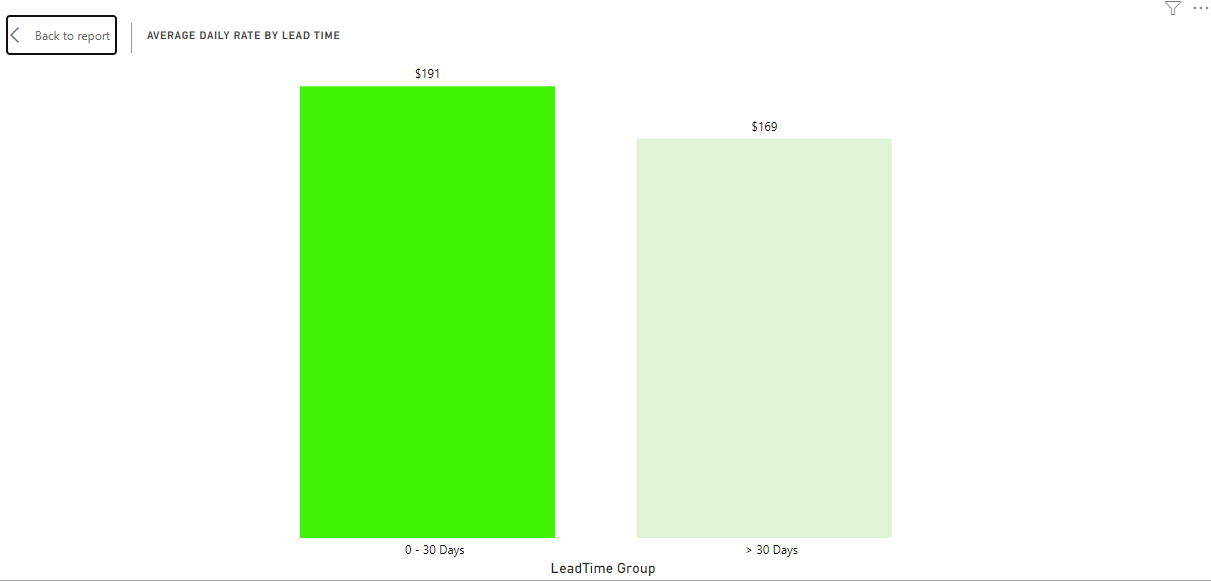 Back to report
AVERAGE DAILY RATE BY LEAD TIME
$191
$169
0 - 30 Days
> 30 Days
LeadTime Group